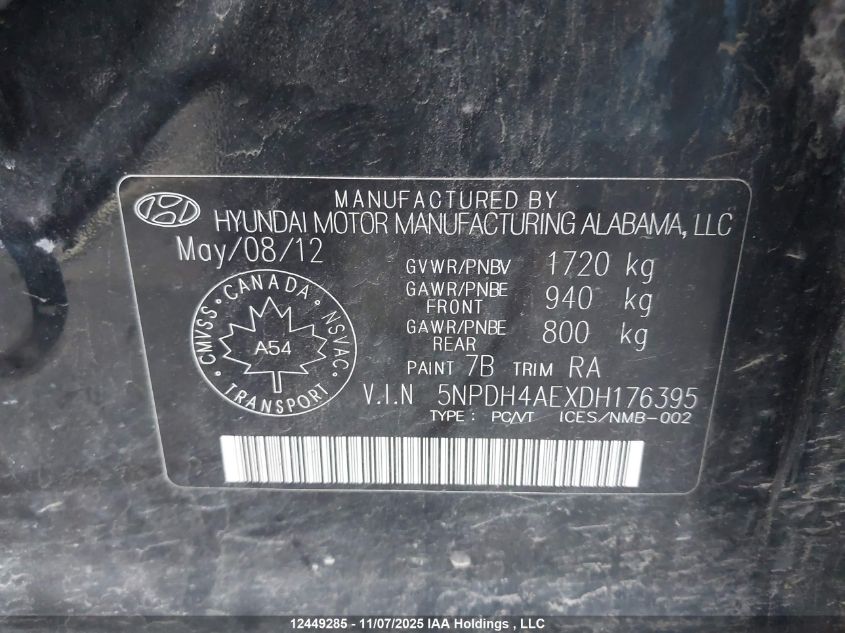 MANUFACTURED BY
HYUNDAI MOTOR MANUFACTURING ALABAMA, LLC
May/08/12
GVWR/PNBV 1720 kg
GAWR/PNBE FRONT 940 kg
GAWR/PNBE REAR 800 kg
PAINT 7B TRIM RA
V.I.N 5NPDH4AEXDH176395
TYPE: PC/VT ICES/NMB-002
CMVSS · CANADA · NSVAC
A54
TRANSPORT
12449285 - 11/07/2025 IAA Holdings , LLC